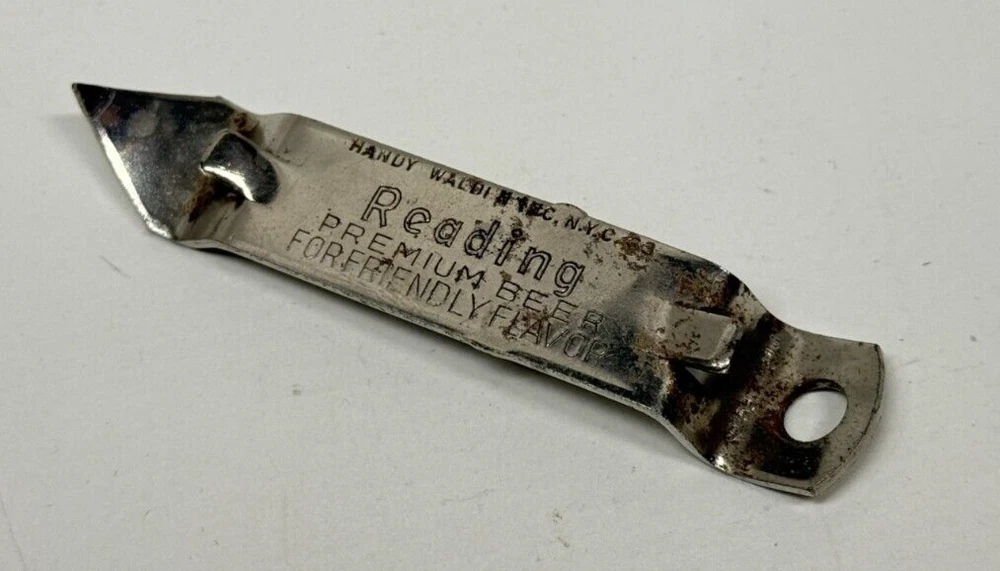 HANDY WALDEN INC, N.Y.C.
Reading
PREMIUM BEER
FOR FRIENDLY FLAVOR